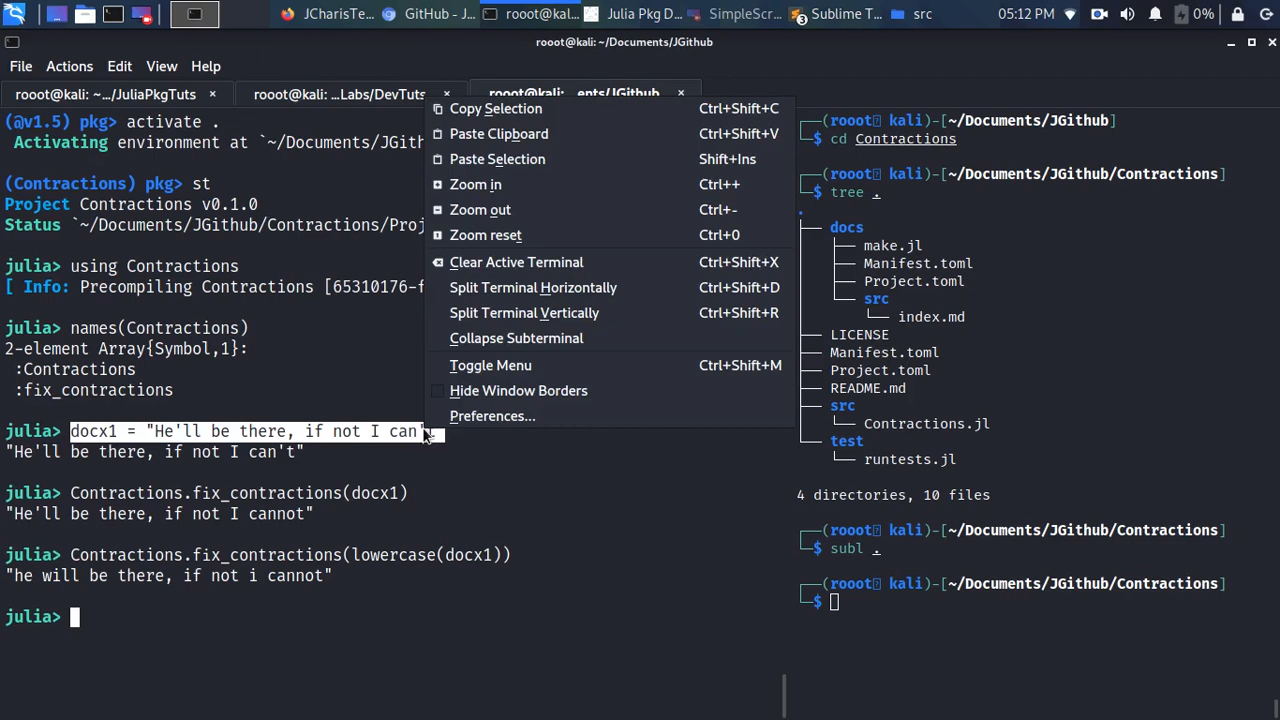 JCharisTe...
GitHub - J...
rooot@kal...
Julia Pkg D...
SimpleScr...
3
Sublime T...
src
05:12 PM
0%
rooot@kali: ~/Documents/JGithub
File Actions Edit View Help
rooot@kali: ~.../JuliaPkgTuts ×
rooot@kali: ...Labs/DevTuts ×
rooot@kali: ...ents/JGithub ×
(@v1.5) pkg> activate .
Activating environment at `~/Documents/JGith
(Contractions) pkg> st
Project Contractions v0.1.0
Status `~/Documents/JGithub/Contractions/Proj
julia> using Contractions
[ Info: Precompiling Contractions [65310176-f
julia> names(Contractions)
2-element Array{Symbol,1}:
:Contractions
:fix_contractions
julia> docx1 = "He'll be there, if not I can'
"He'll be there, if not I can't"
julia> Contractions.fix_contractions(docx1)
"He'll be there, if not I cannot"
julia> Contractions.fix_contractions(lowercase(docx1))
"he will be there, if not i cannot"
julia>
Copy Selection Ctrl+Shift+C
Paste Clipboard Ctrl+Shift+V
Paste Selection Shift+Ins
Zoom in Ctrl++
Zoom out Ctrl+-
Zoom reset Ctrl+0
Clear Active Terminal Ctrl+Shift+X
Split Terminal Horizontally Ctrl+Shift+D
Split Terminal Vertically Ctrl+Shift+R
Collapse Subterminal
Toggle Menu Ctrl+Shift+M
Hide Window Borders
Preferences...
┌──(rooot kali)-[~/Documents/JGithub]
└─$ cd Contractions
┌──(rooot kali)-[~/Documents/JGithub/Contractions]
└─$ tree .
.
├── docs
│   ├── make.jl
│   ├── Manifest.toml
│   ├── Project.toml
│   └── src
│       └── index.md
├── LICENSE
├── Manifest.toml
├── Project.toml
├── README.md
├── src
│   └── Contractions.jl
└── test
    └── runtests.jl
4 directories, 10 files
┌──(rooot kali)-[~/Documents/JGithub/Contractions]
└─$ subl .
┌──(rooot kali)-[~/Documents/JGithub/Contractions]
└─$